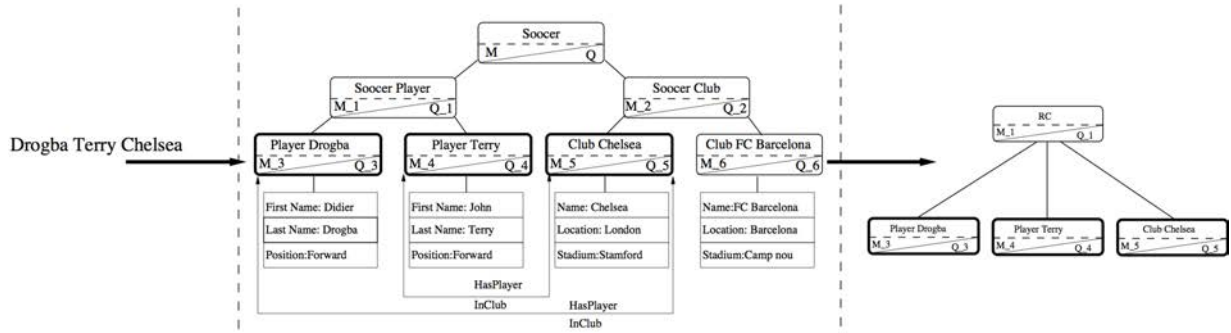 Soocer
M Q
Soocer Player Soocer Club
M_1 Q_1 M_2 Q_2
Drogba Terry Chelsea
Player Drogba Player Terry Club Chelsea Club FC Barcelona
M_3 Q_3 M_4 Q_4 M_5 Q_5 M_6 Q_6
First Name: Didier First Name: John Name: Chelsea Name:FC Barcelona
Last Name: Drogba Last Name: Terry Location: London Location: Barcelona
Position:Forward Position:Forward Stadium:Stamford Stadium:Camp nou
HasPlayer
InClub HasPlayer
InClub
RC
M_1 Q_1
Player Drogba Player Terry Club Chelsea
M_3 Q_3 M_4 Q_4 M_5 Q_5